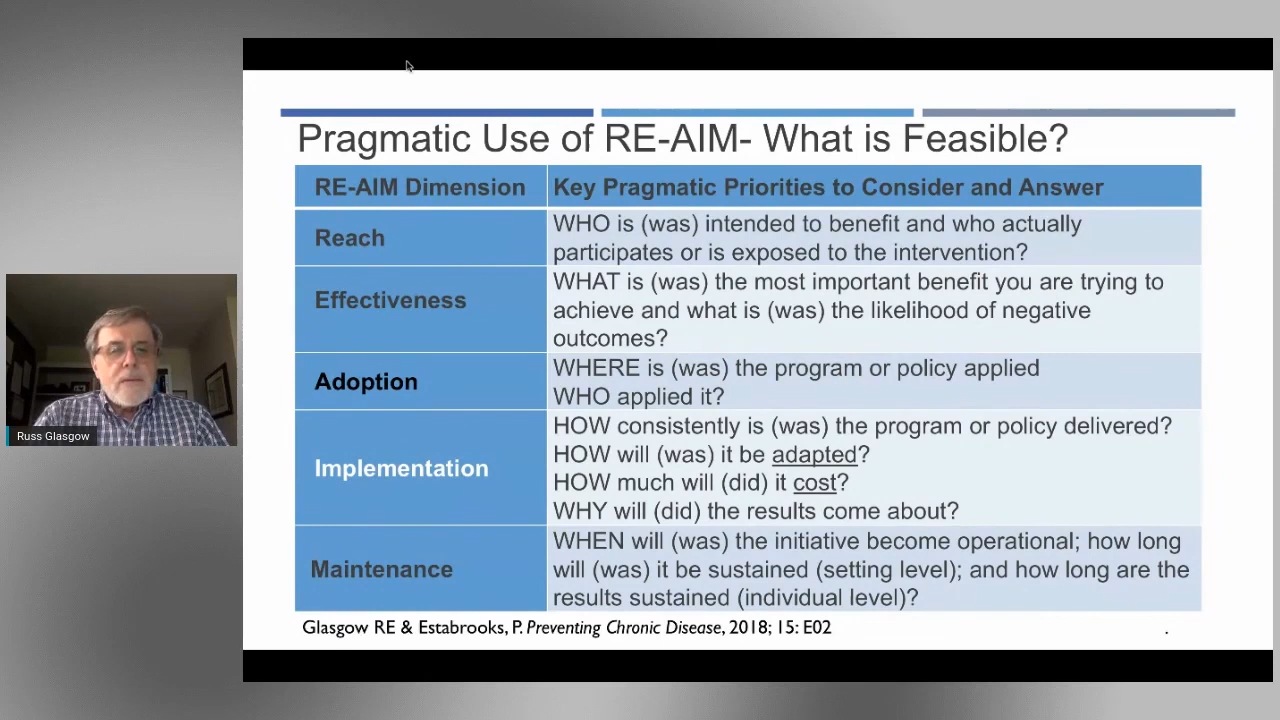 Pragmatic Use of RE-AIM- What is Feasible?
RE-AIM Dimension
Key Pragmatic Priorities to Consider and Answer
Reach
WHO is (was) intended to benefit and who actually
participates or is exposed to the intervention?
Effectiveness
WHAT is (was) the most important benefit you are trying to
achieve and what is (was) the likelihood of negative
outcomes?
Adoption
WHERE is (was) the program or policy applied
WHO applied it?
Implementation
HOW consistently is (was) the program or policy delivered?
HOW will (was) it be adapted?
HOW much will (did) it cost?
WHY will (did) the results come about?
Maintenance
WHEN will (was) the initiative become operational; how long
will (was) it be sustained (setting level); and how long are the
results sustained (individual level)?
Glasgow RE & Estabrooks, P. Preventing Chronic Disease, 2018; 15: E02
.
Russ Glasgow